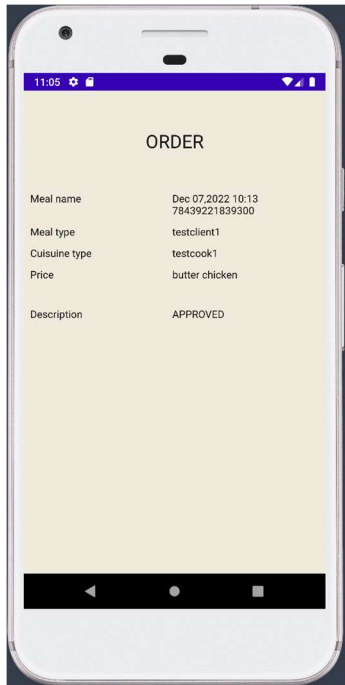 11:05
ORDER
Meal name Dec 07,2022 10:13
78439221839300
Meal type testclient1
Cuisuine type testcook1
Price butter chicken
Description APPROVED